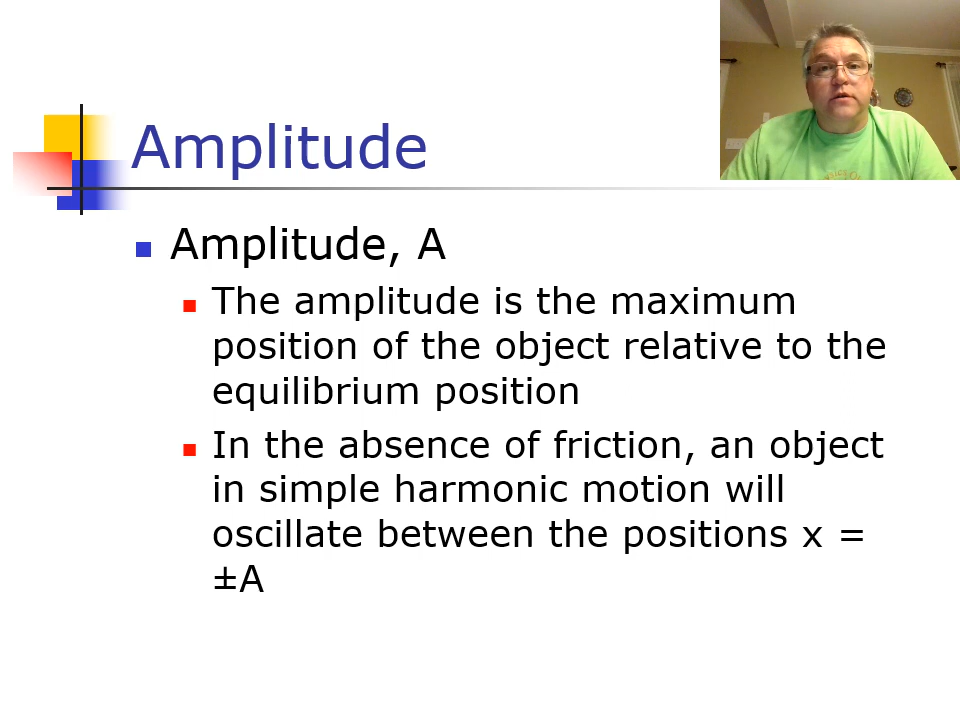 Amplitude
Amplitude, A
The amplitude is the maximum
position of the object relative to the
equilibrium position
In the absence of friction, an object
in simple harmonic motion will
oscillate between the positions x =
±A